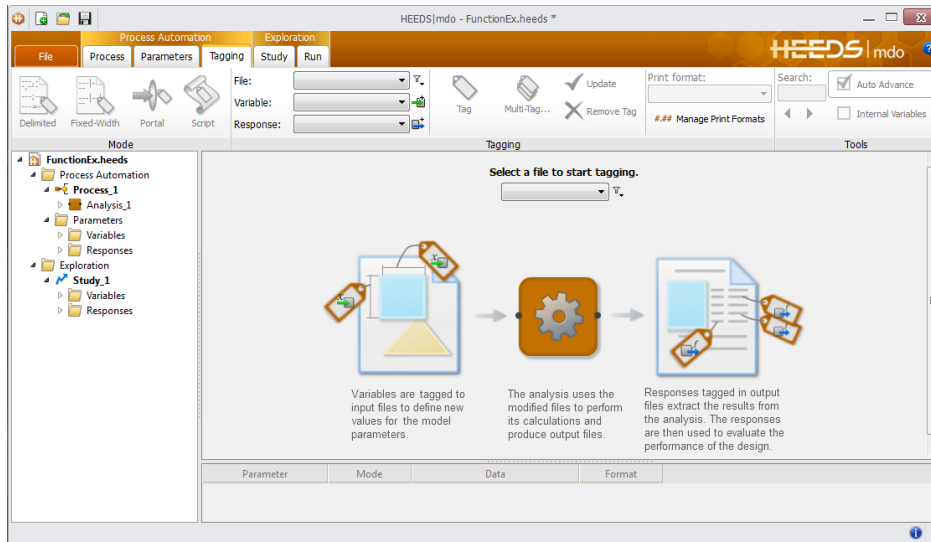 HEEDS|mdo - FunctionEx.heeds *
Process Automation
Exploration
File
Process
Parameters
Tagging
Study
Run
HEEDS|mdo
Delimited
Fixed-Width
Portal
Script
Mode
File:
Variable:
Response:
Tag
Multi-Tag...
Update
Remove Tag
Print format:
#.## Manage Print Formats
Search:
Tagging
Auto Advance
Internal Variables
Tools
FunctionEx.heeds
Process Automation
Process_1
Analysis_1
Parameters
Variables
Responses
Exploration
Study_1
Variables
Responses
Select a file to start tagging.
Variables are tagged to
input files to define new
values for the model
parameters.
The analysis uses the
modified files to perform
its calculations and
produce output files.
Responses tagged in output
files extract the results from
the analysis. The responses
are then used to evaluate the
performance of the design.
Parameter
Mode
Data
Format